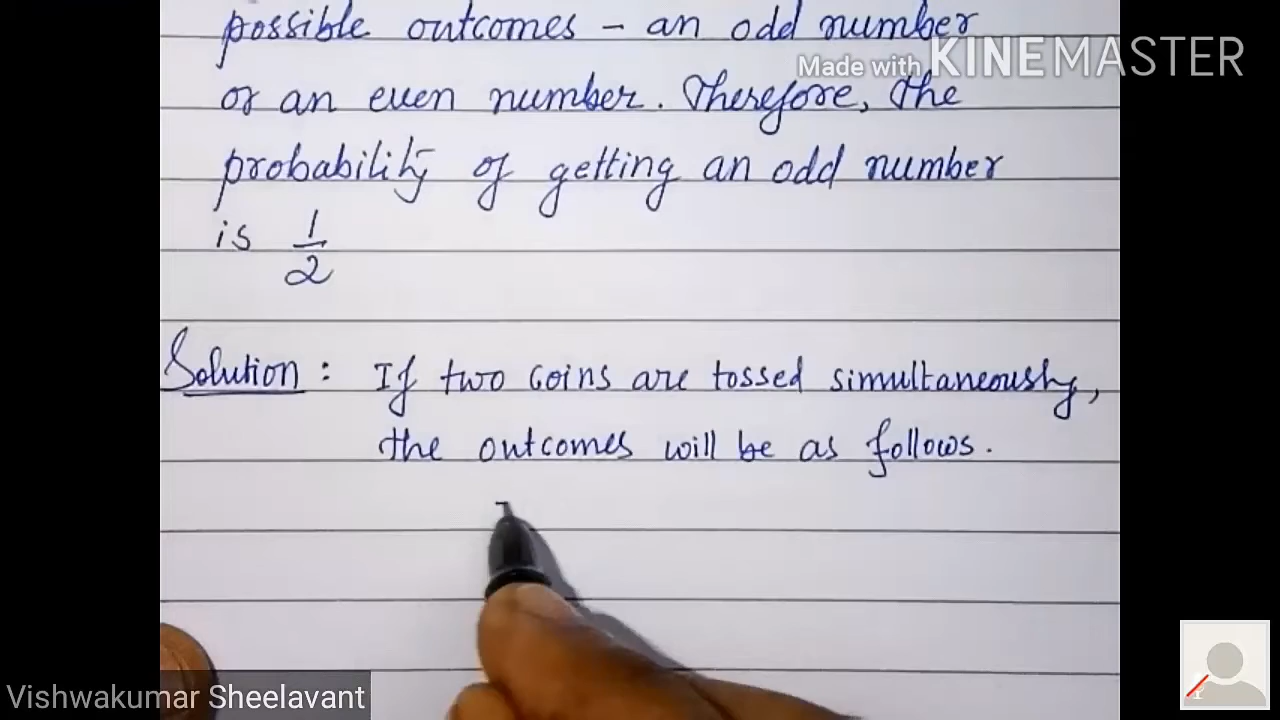 possible outcomes - an odd number
Made with KINEMASTER
or an even number. Therefore, the
probability of getting an odd number
is 1/2
Solution : If two coins are tossed simultaneously,
the outcomes will be as follows.
Vishwakumar Sheelavant